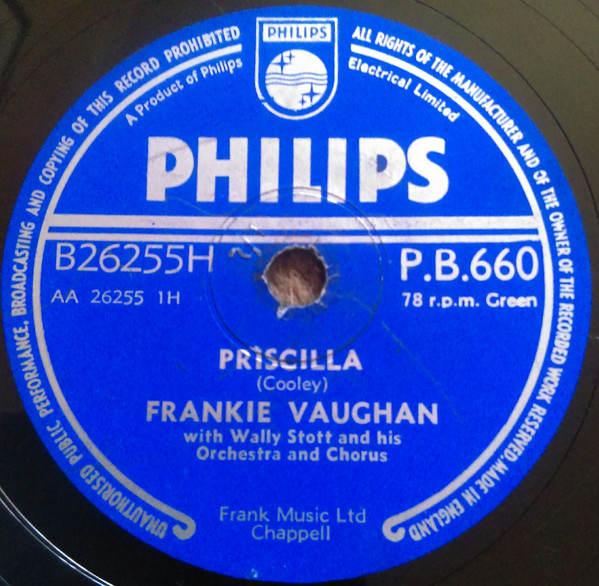 UNAUTHORISED PUBLIC PERFORMANCE, BROADCASTING AND COPYING OF THIS RECORD PROHIBITED
ALL RIGHTS OF THE MANUFACTURER AND OF THE OWNER OF THE RECORDED WORK RESERVED. MADE IN ENGLAND
A Product of Philips
Electrical Limited
PHILIPS
PHILIPS
B26255H
P.B.660
AA 26255 1H
78 r.p.m. Green
PRISCILLA
(Cooley)
FRANKIE VAUGHAN
with Wally Stott and his
Orchestra and Chorus
Frank Music Ltd
Chappell